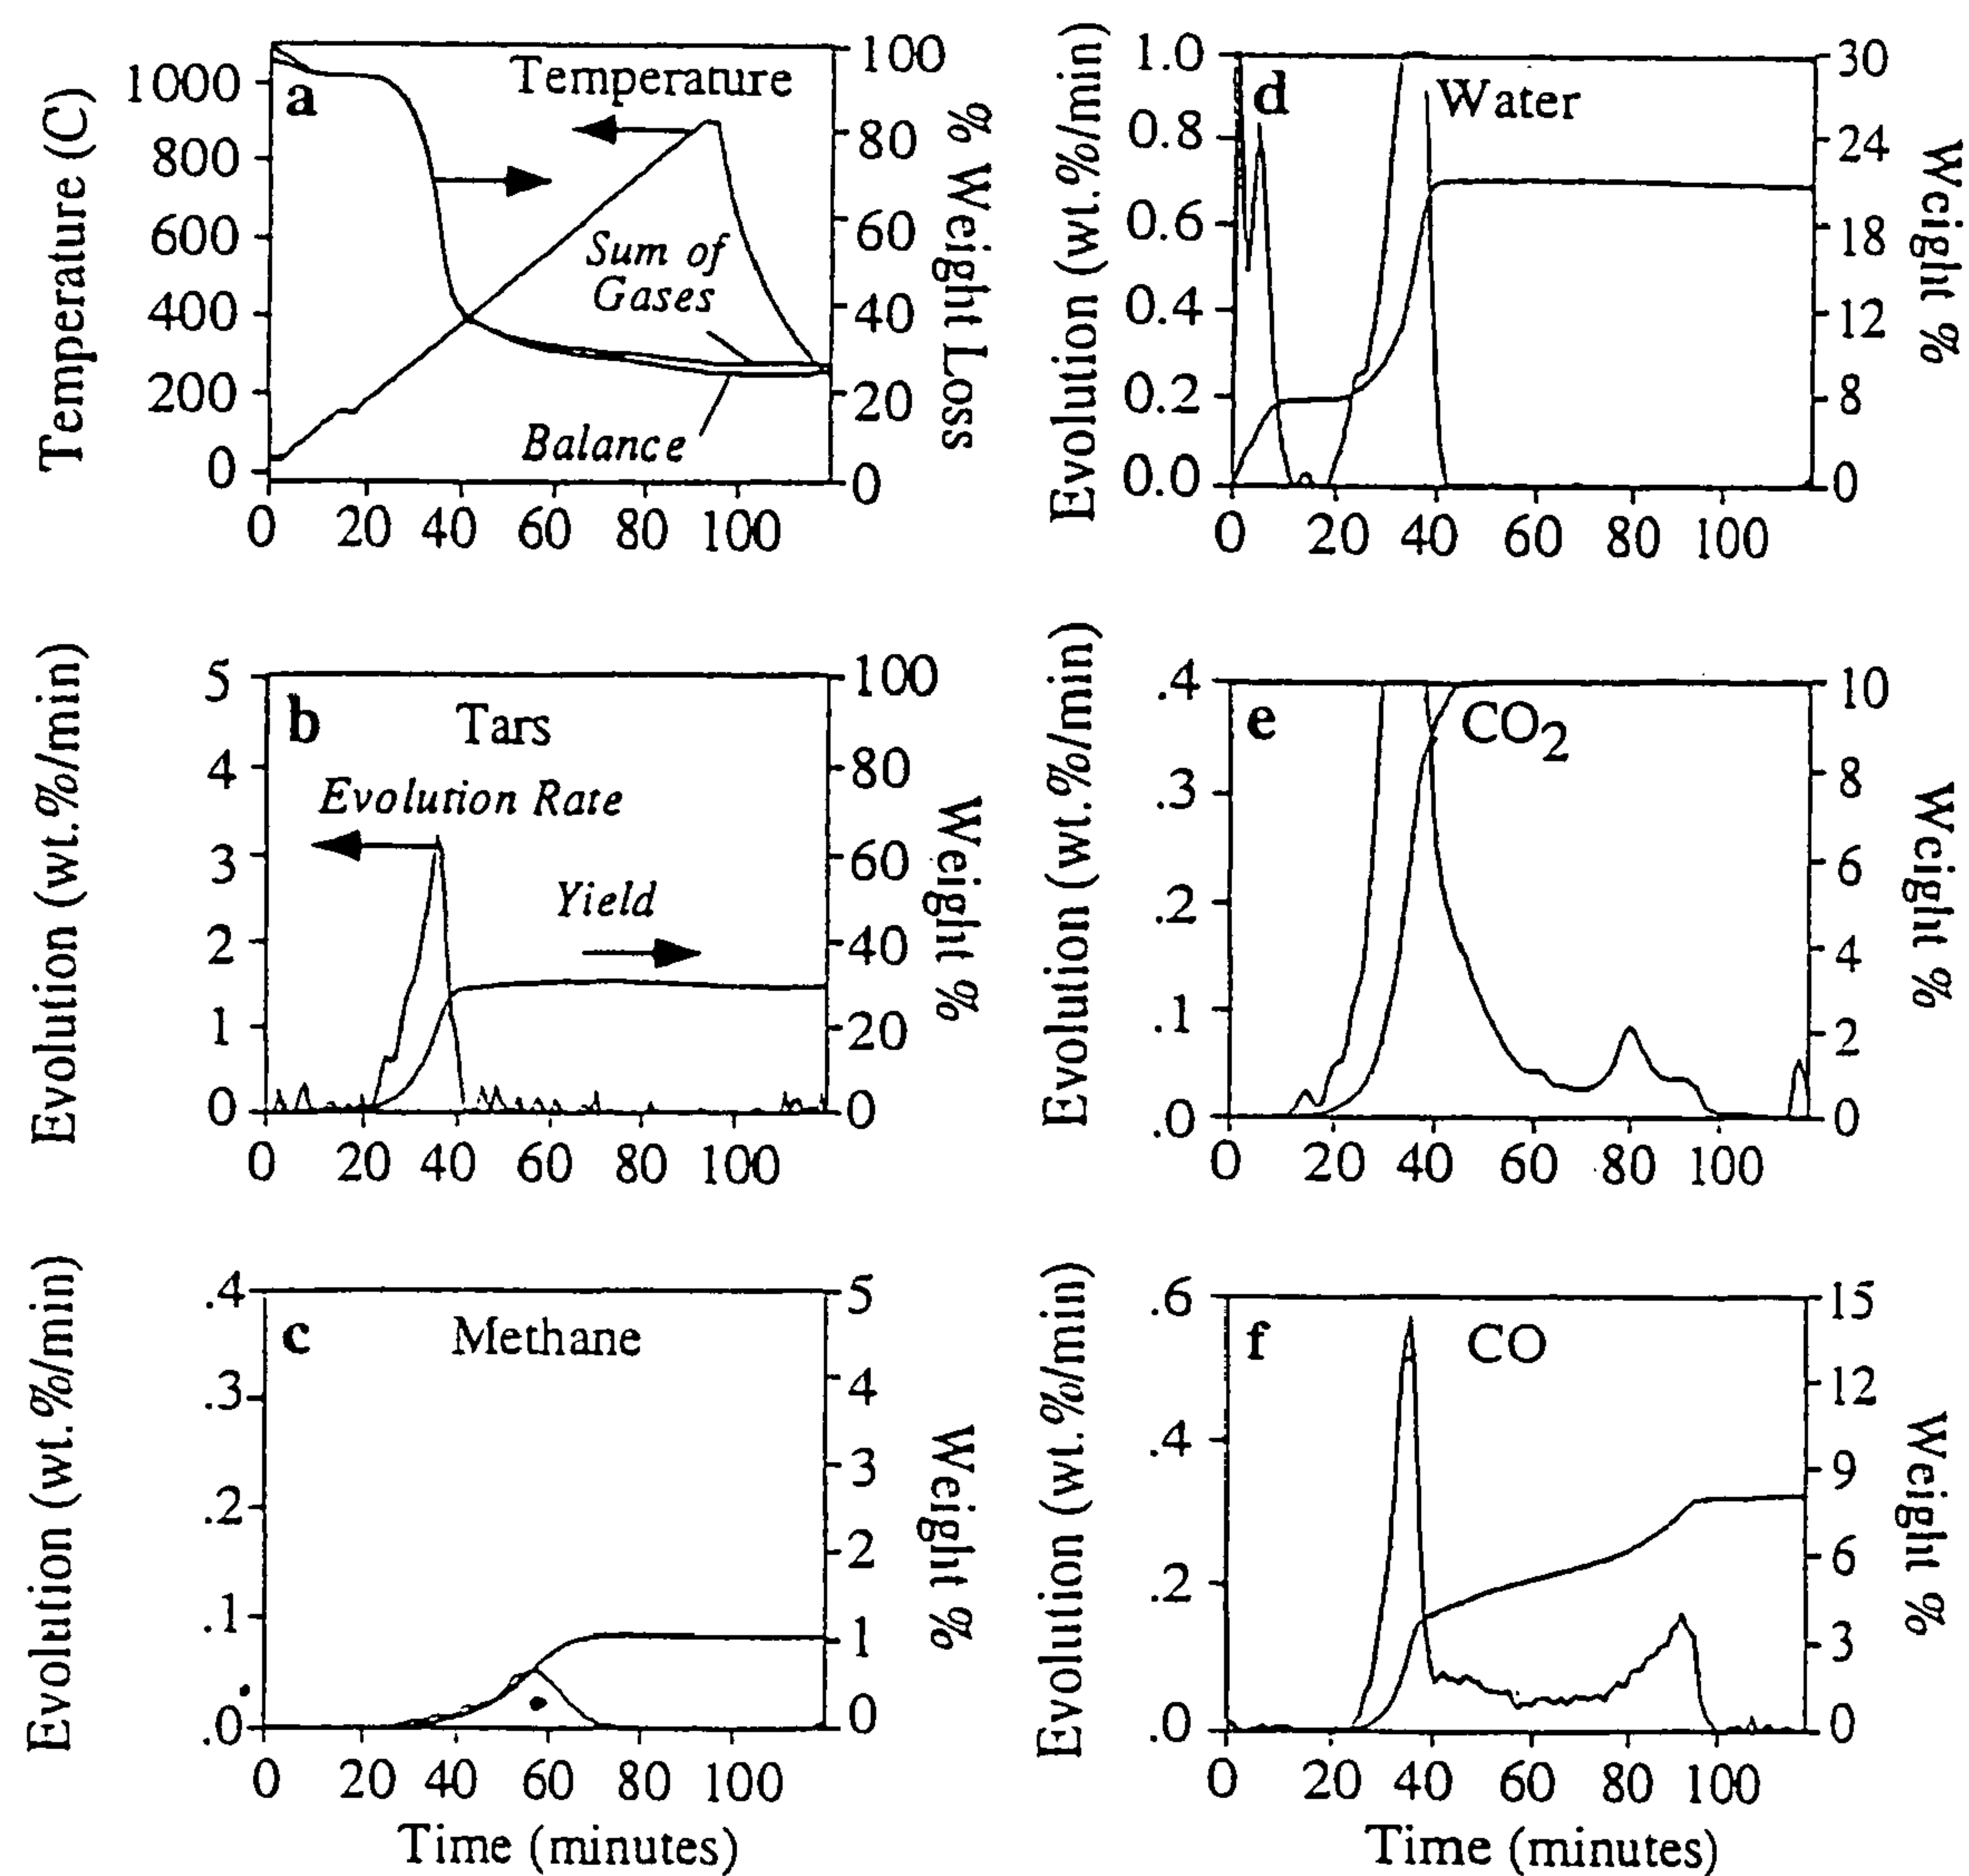 a
Temperature
Sum of
Gases
Balance
Temperature (C)
1000
800
600
400
200
0
% Weight Loss
100
80
60
40
20
0
0 20 40 60 80 100
d
Water
Evolution (wt.%/min)
1.0
0.8
0.6
0.4
0.2
0.0
Weight %
30
24
18
12
8
0
0 20 40 60 80 100
b
Tars
Evolution Rate
Yield
Evolution (wt.%/min)
5
4
3
2
1
0
Weight %
100
80
60
40
20
0
0 20 40 60 80 100
e
CO2
Evolution (wt.%/min)
.4
.3
.2
.1
.0
Weight %
10
8
6
4
2
0
0 20 40 60 80 100
c
Methane
Evolution (wt.%/min)
.4
.3
.2
.1
.0
Weight %
5
4
3
2
1
0
0 20 40 60 80 100
Time (minutes)
f
CO
Evolution (wt.%/min)
.6
.4
.2
.0
Weight %
15
12
9
6
3
0
0 20 40 60 80 100
Time (minutes)